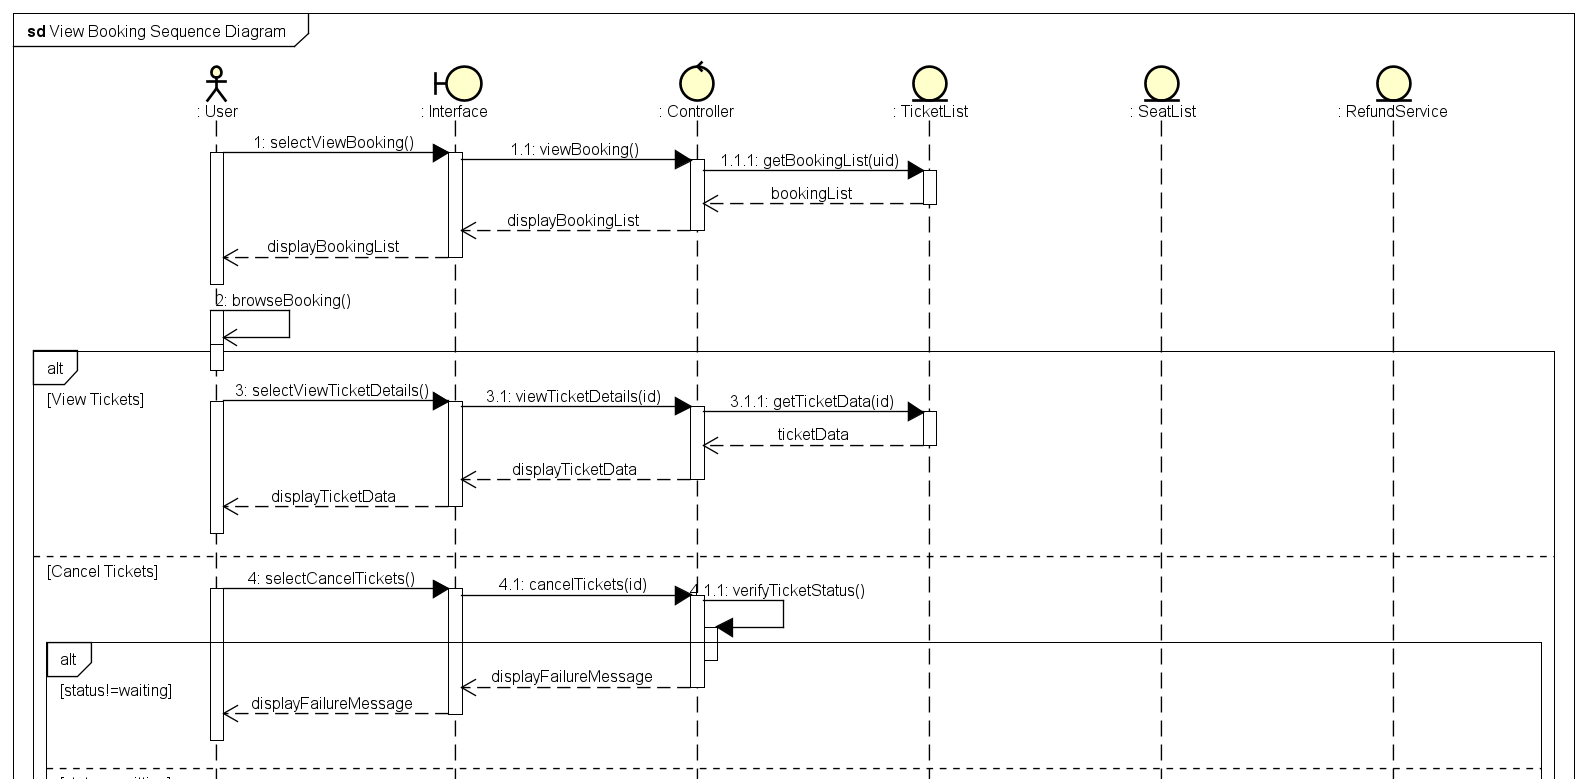 sd View Booking Sequence Diagram
: User
: Interface
: Controller
: TicketList
: SeatList
: RefundService
1: selectViewBooking()
1.1: viewBooking()
1.1.1: getBookingList(uid)
bookingList
displayBookingList
displayBookingList
2: browseBooking()
alt
[View Tickets]
3: selectViewTicketDetails()
3.1: viewTicketDetails(id)
3.1.1: getTicketData(id)
ticketData
displayTicketData
displayTicketData
[Cancel Tickets]
4: selectCancelTickets()
4.1: cancelTickets(id)
4.1.1: verifyTicketStatus()
alt
[status!=waiting]
displayFailureMessage
displayFailureMessage